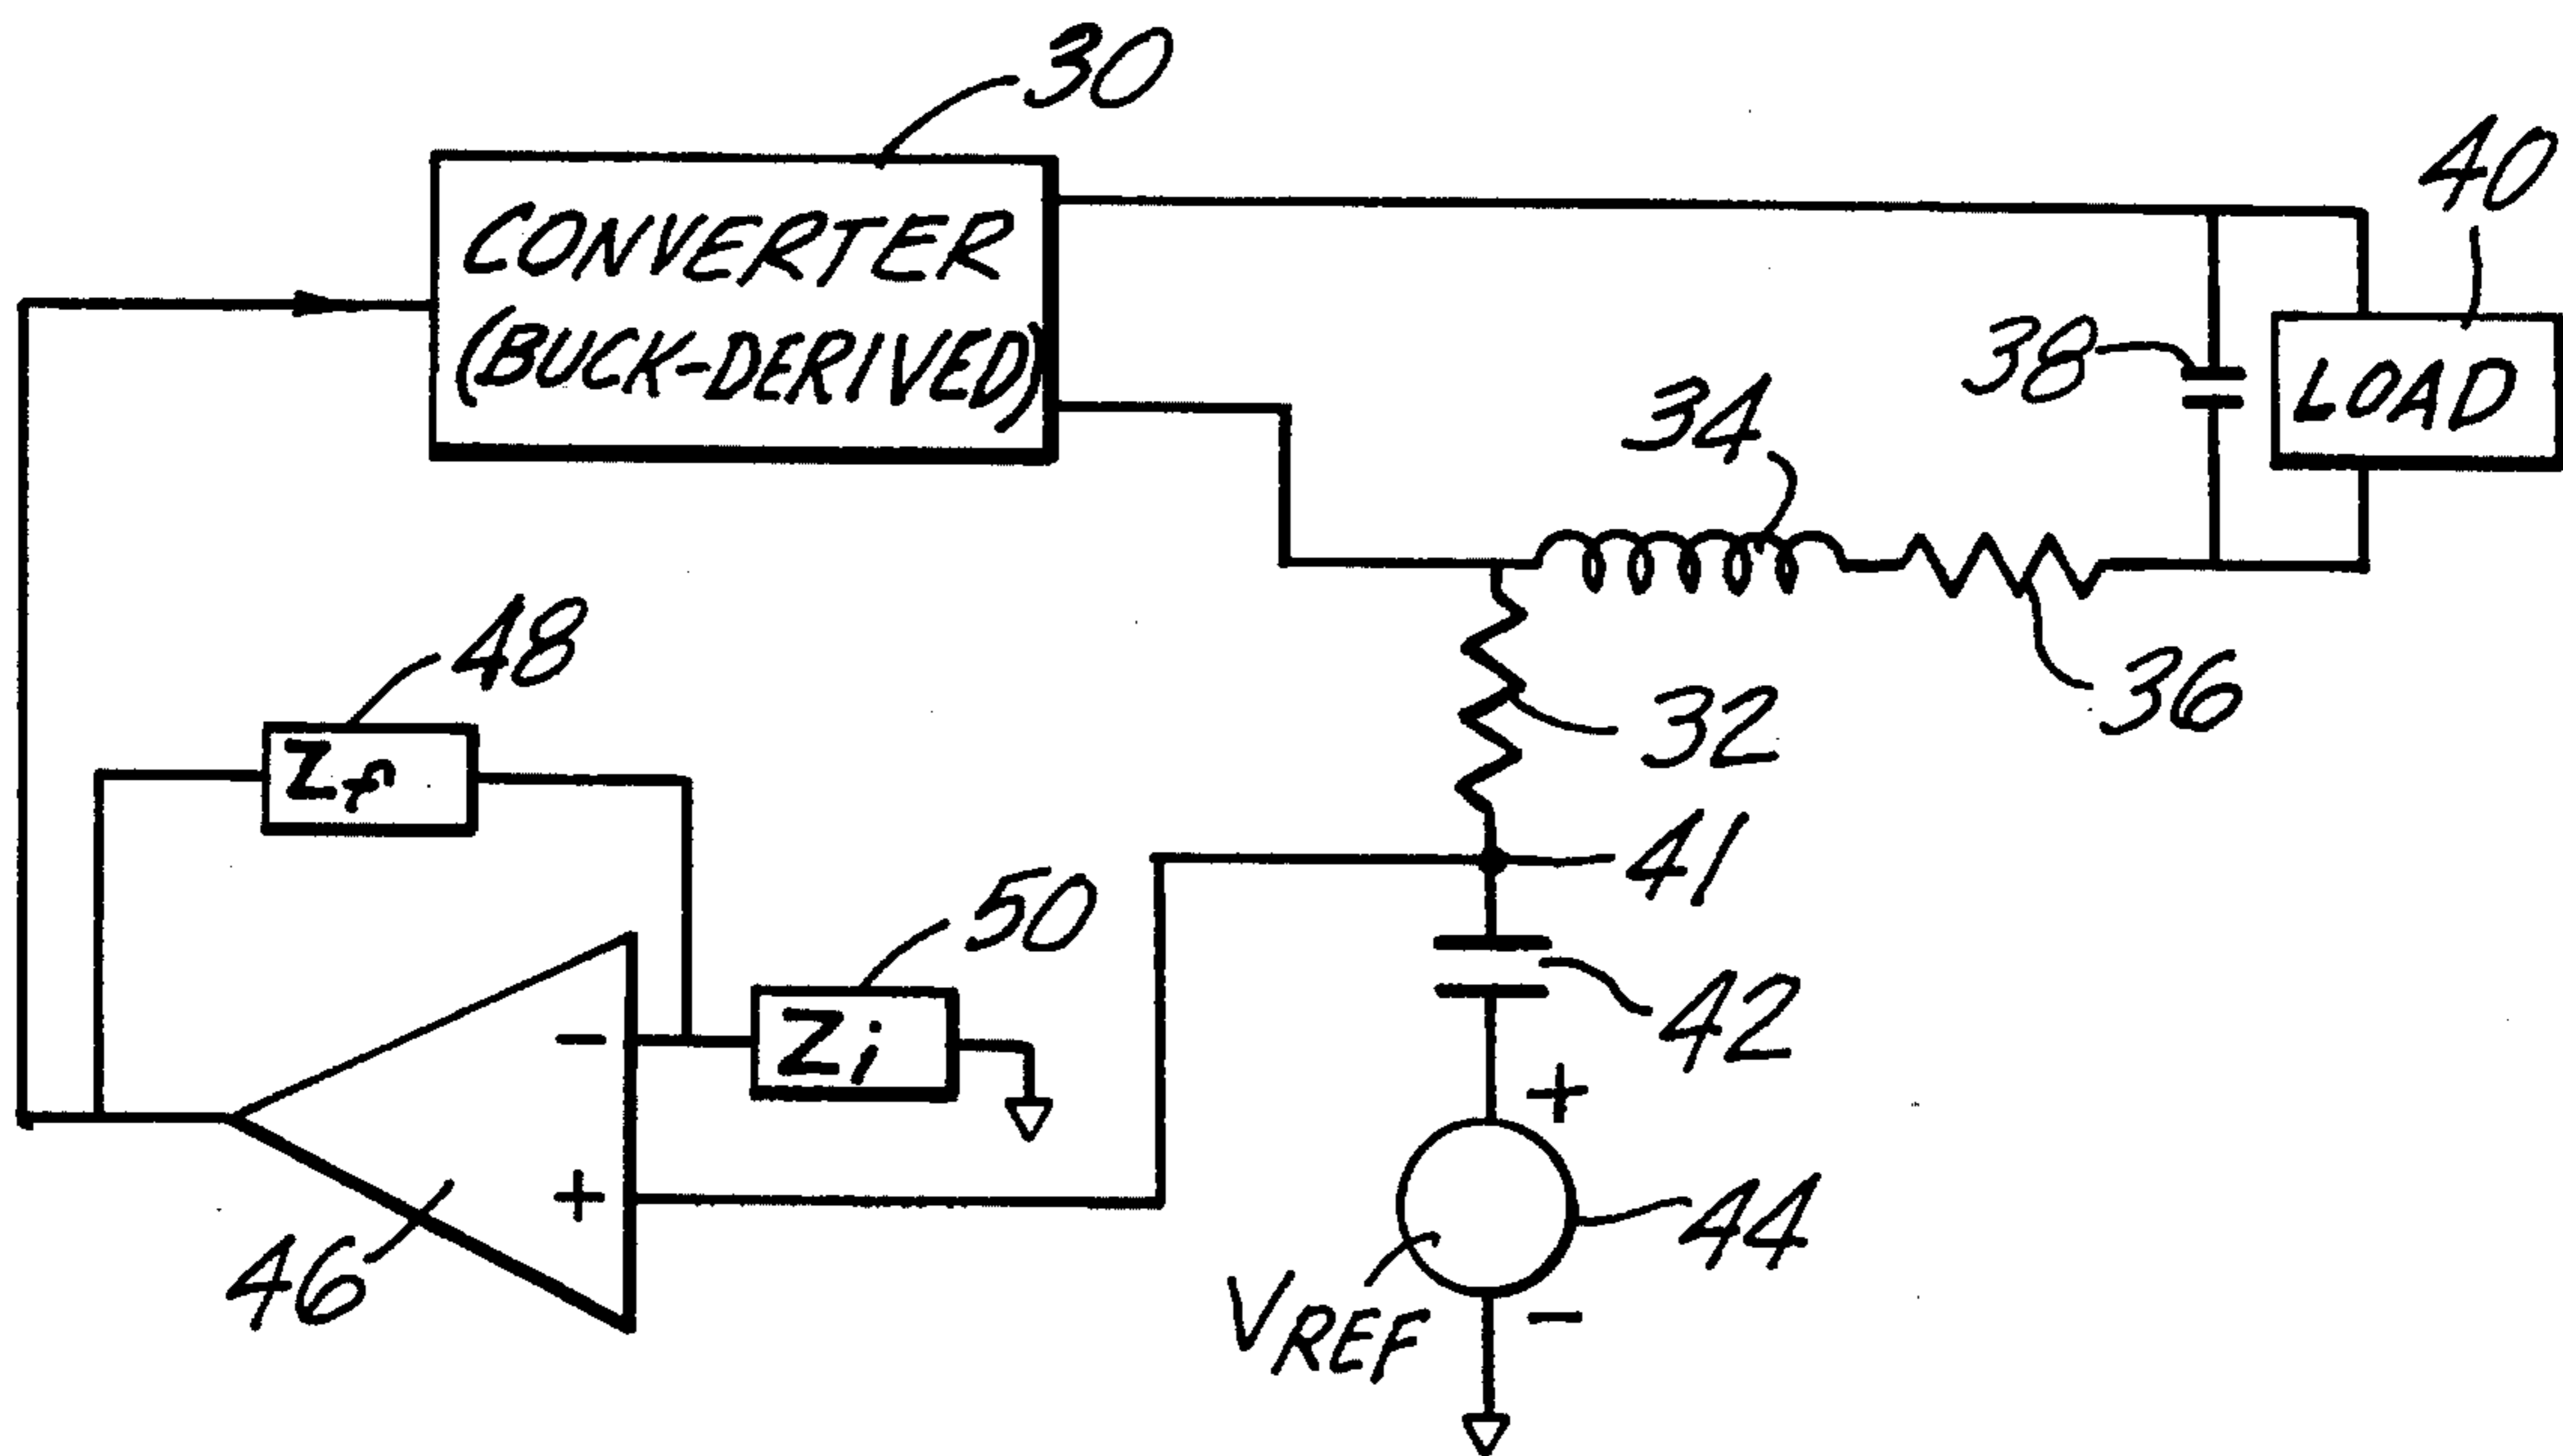 30
CONVERTER
(BUCK-DERIVED)
40
38
LOAD
34
36
48
Zf
32
41
50
Zi
42
−
+
+
44
46
VREF
−